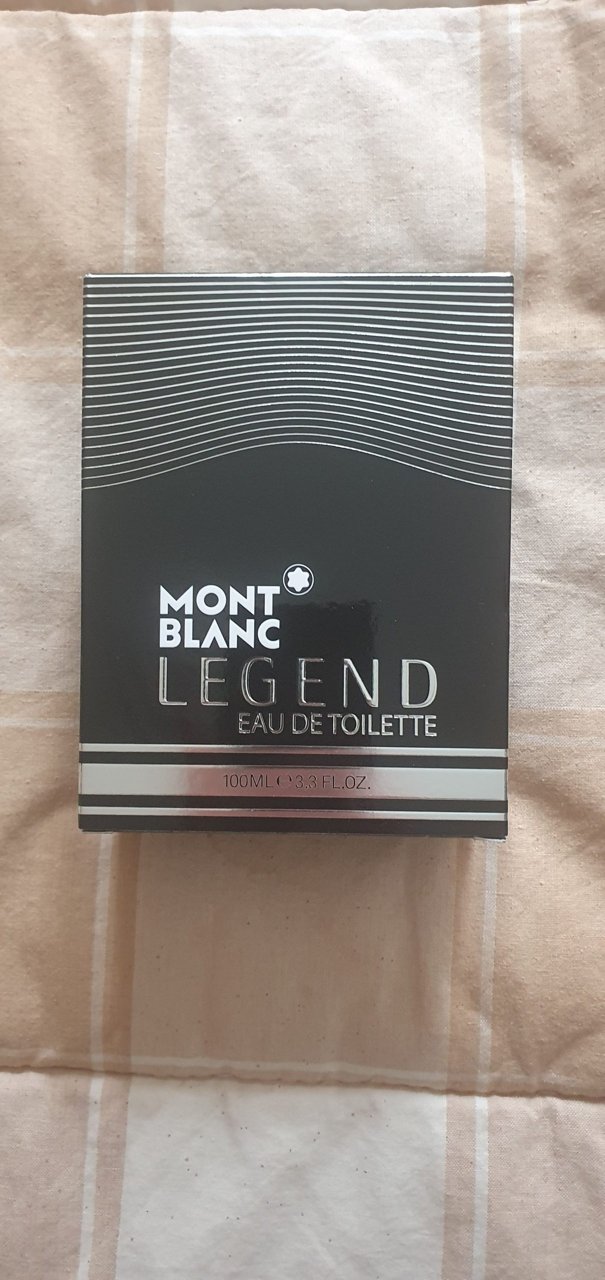 MONT
BLANC
LEGEND
EAU DE TOILETTE
100ML ℮ 3.3 FL.OZ.